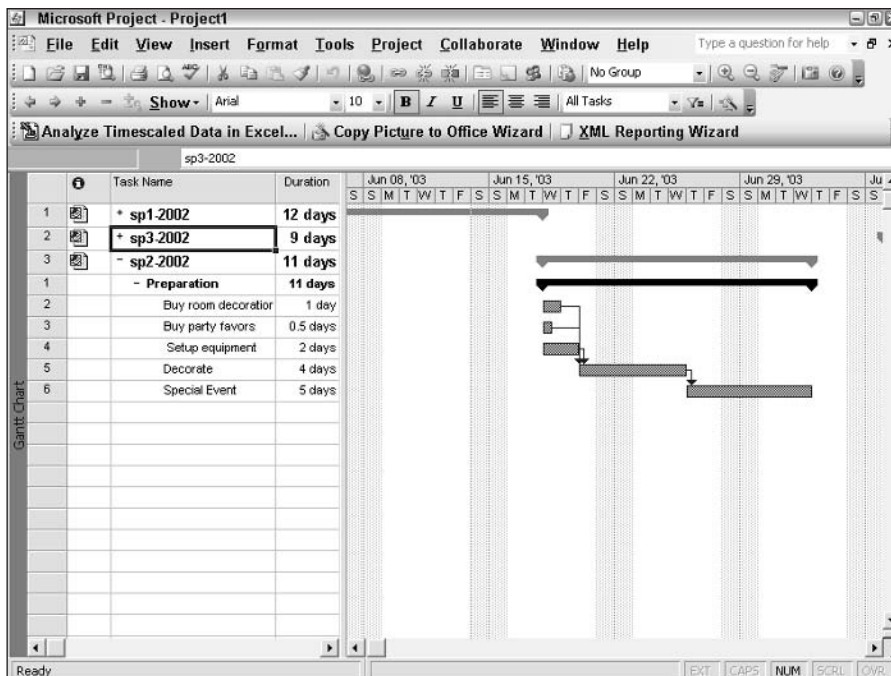 Microsoft Project - Project1
File Edit View Insert Format Tools Project Collaborate Window Help Type a question for help
No Group
Show Arial 10 B I U All Tasks
Analyze Timescaled Data in Excel... Copy Picture to Office Wizard XML Reporting Wizard
sp3-2002
Task Name Duration Jun 08, '03 Jun 15, '03 Jun 22, '03 Jun 29, '03 Ju
S S M T W T F S S M T W T F S S M T W T F S S M T W T F S S
1 + sp1-2002 12 days
2 + sp3-2002 9 days
3 - sp2-2002 11 days
1 - Preparation 11 days
2 Buy room decoration 1 day
3 Buy party favors 0.5 days
4 Setup equipment 2 days
5 Decorate 4 days
6 Special Event 5 days
Gantt Chart
Ready EXT CAPS NUM SCRL OVR